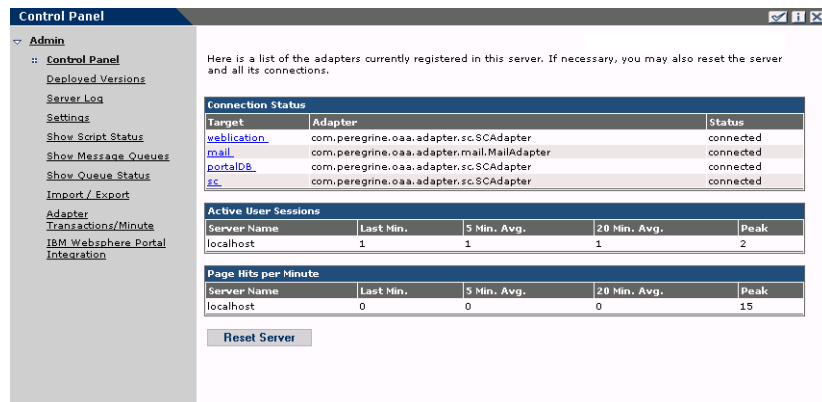 Control Panel
Admin
Control Panel
Deployed Versions
Server Log
Settings
Show Script Status
Show Message Queues
Show Queue Status
Import / Export
Adapter
Transactions/Minute
IBM Websphere Portal
Integration
Here is a list of the adapters currently registered in this server. If necessary, you may also reset the server
and all its connections.
Connection Status
Target Adapter Status
weblication com.peregrine.oaa.adapter.sc.SCAdapter connected
mail com.peregrine.oaa.adapter.mail.MailAdapter connected
portalDB com.peregrine.oaa.adapter.sc.SCAdapter connected
sc com.peregrine.oaa.adapter.sc.SCAdapter connected
Active User Sessions
Server Name Last Min. 5 Min. Avg. 20 Min. Avg. Peak
localhost 1 1 1 2
Page Hits per Minute
Server Name Last Min. 5 Min. Avg. 20 Min. Avg. Peak
localhost 0 0 0 15
Reset Server